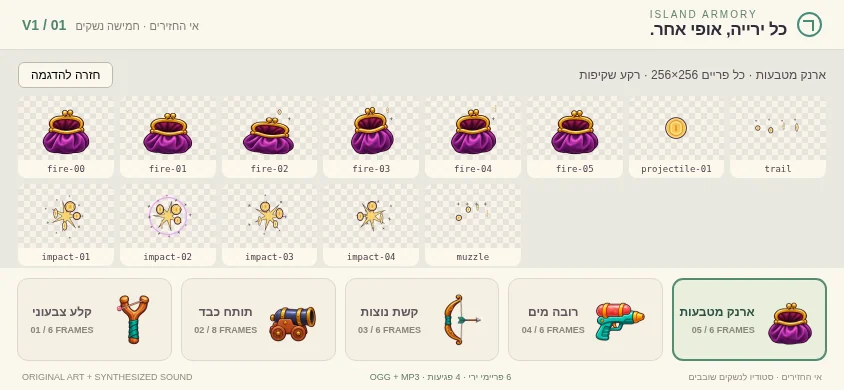 ISLAND ARMORY
כל ירייה, אופי אחר.
אי החזירים · חמישה נשקים
V1 / 01
ארנק מטבעות · כל פריים 256×256 · רקע שקיפות
חזרה להדגמה
fire-00
fire-01
fire-02
fire-03
fire-04
fire-05
projectile-01
trail
impact-01
impact-02
impact-03
impact-04
muzzle
ארנק מטבעות
05 / 6 FRAMES
רובה מים
04 / 6 FRAMES
קשת נוצות
03 / 6 FRAMES
תותח כבד
02 / 8 FRAMES
קלע צבעוני
01 / 6 FRAMES
אי החזירים · סטודיו לנשקים שובבים
6 פריימי ירי · 4 פגיעות · OGG + MP3
ORIGINAL ART + SYNTHESIZED SOUND